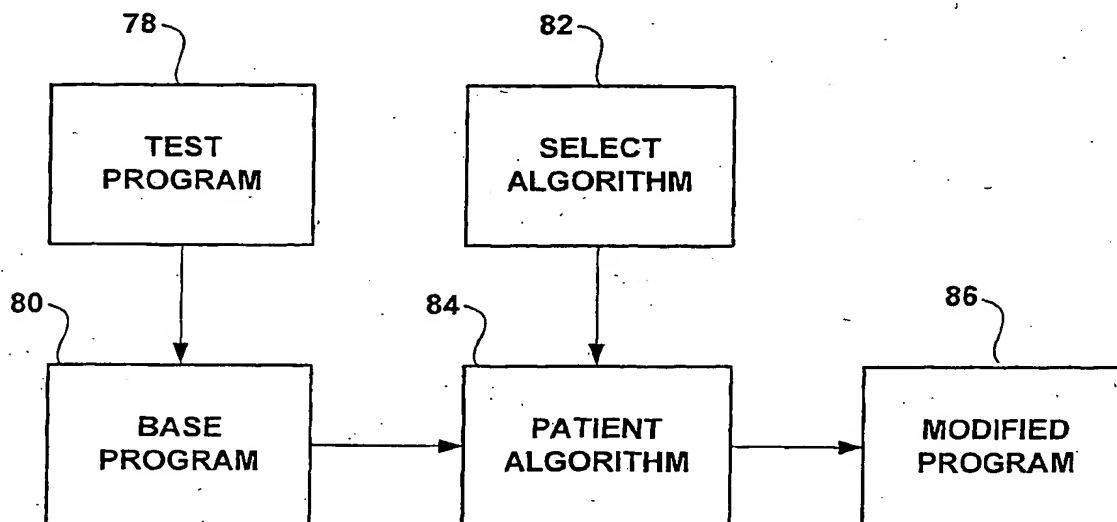 78
82
TEST
PROGRAM
SELECT
ALGORITHM
80
84
86
BASE
PROGRAM
PATIENT
ALGORITHM
MODIFIED
PROGRAM